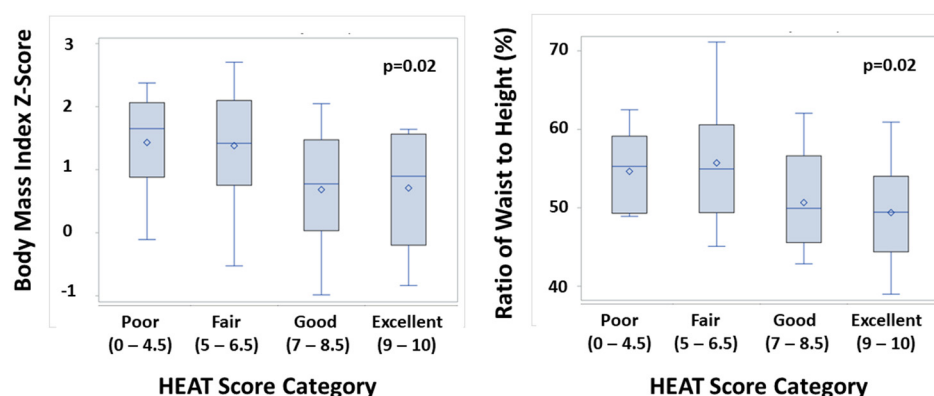 Body Mass Index Z-Score
3
2
1
0
-1
p=0.02
Poor Fair Good Excellent
(0 – 4.5) (5 – 6.5) (7 – 8.5) (9 – 10)
HEAT Score Category
Ratio of Waist to Height (%)
70
60
50
40
p=0.02
Poor Fair Good Excellent
(0 – 4.5) (5 – 6.5) (7 – 8.5) (9 – 10)
HEAT Score Category